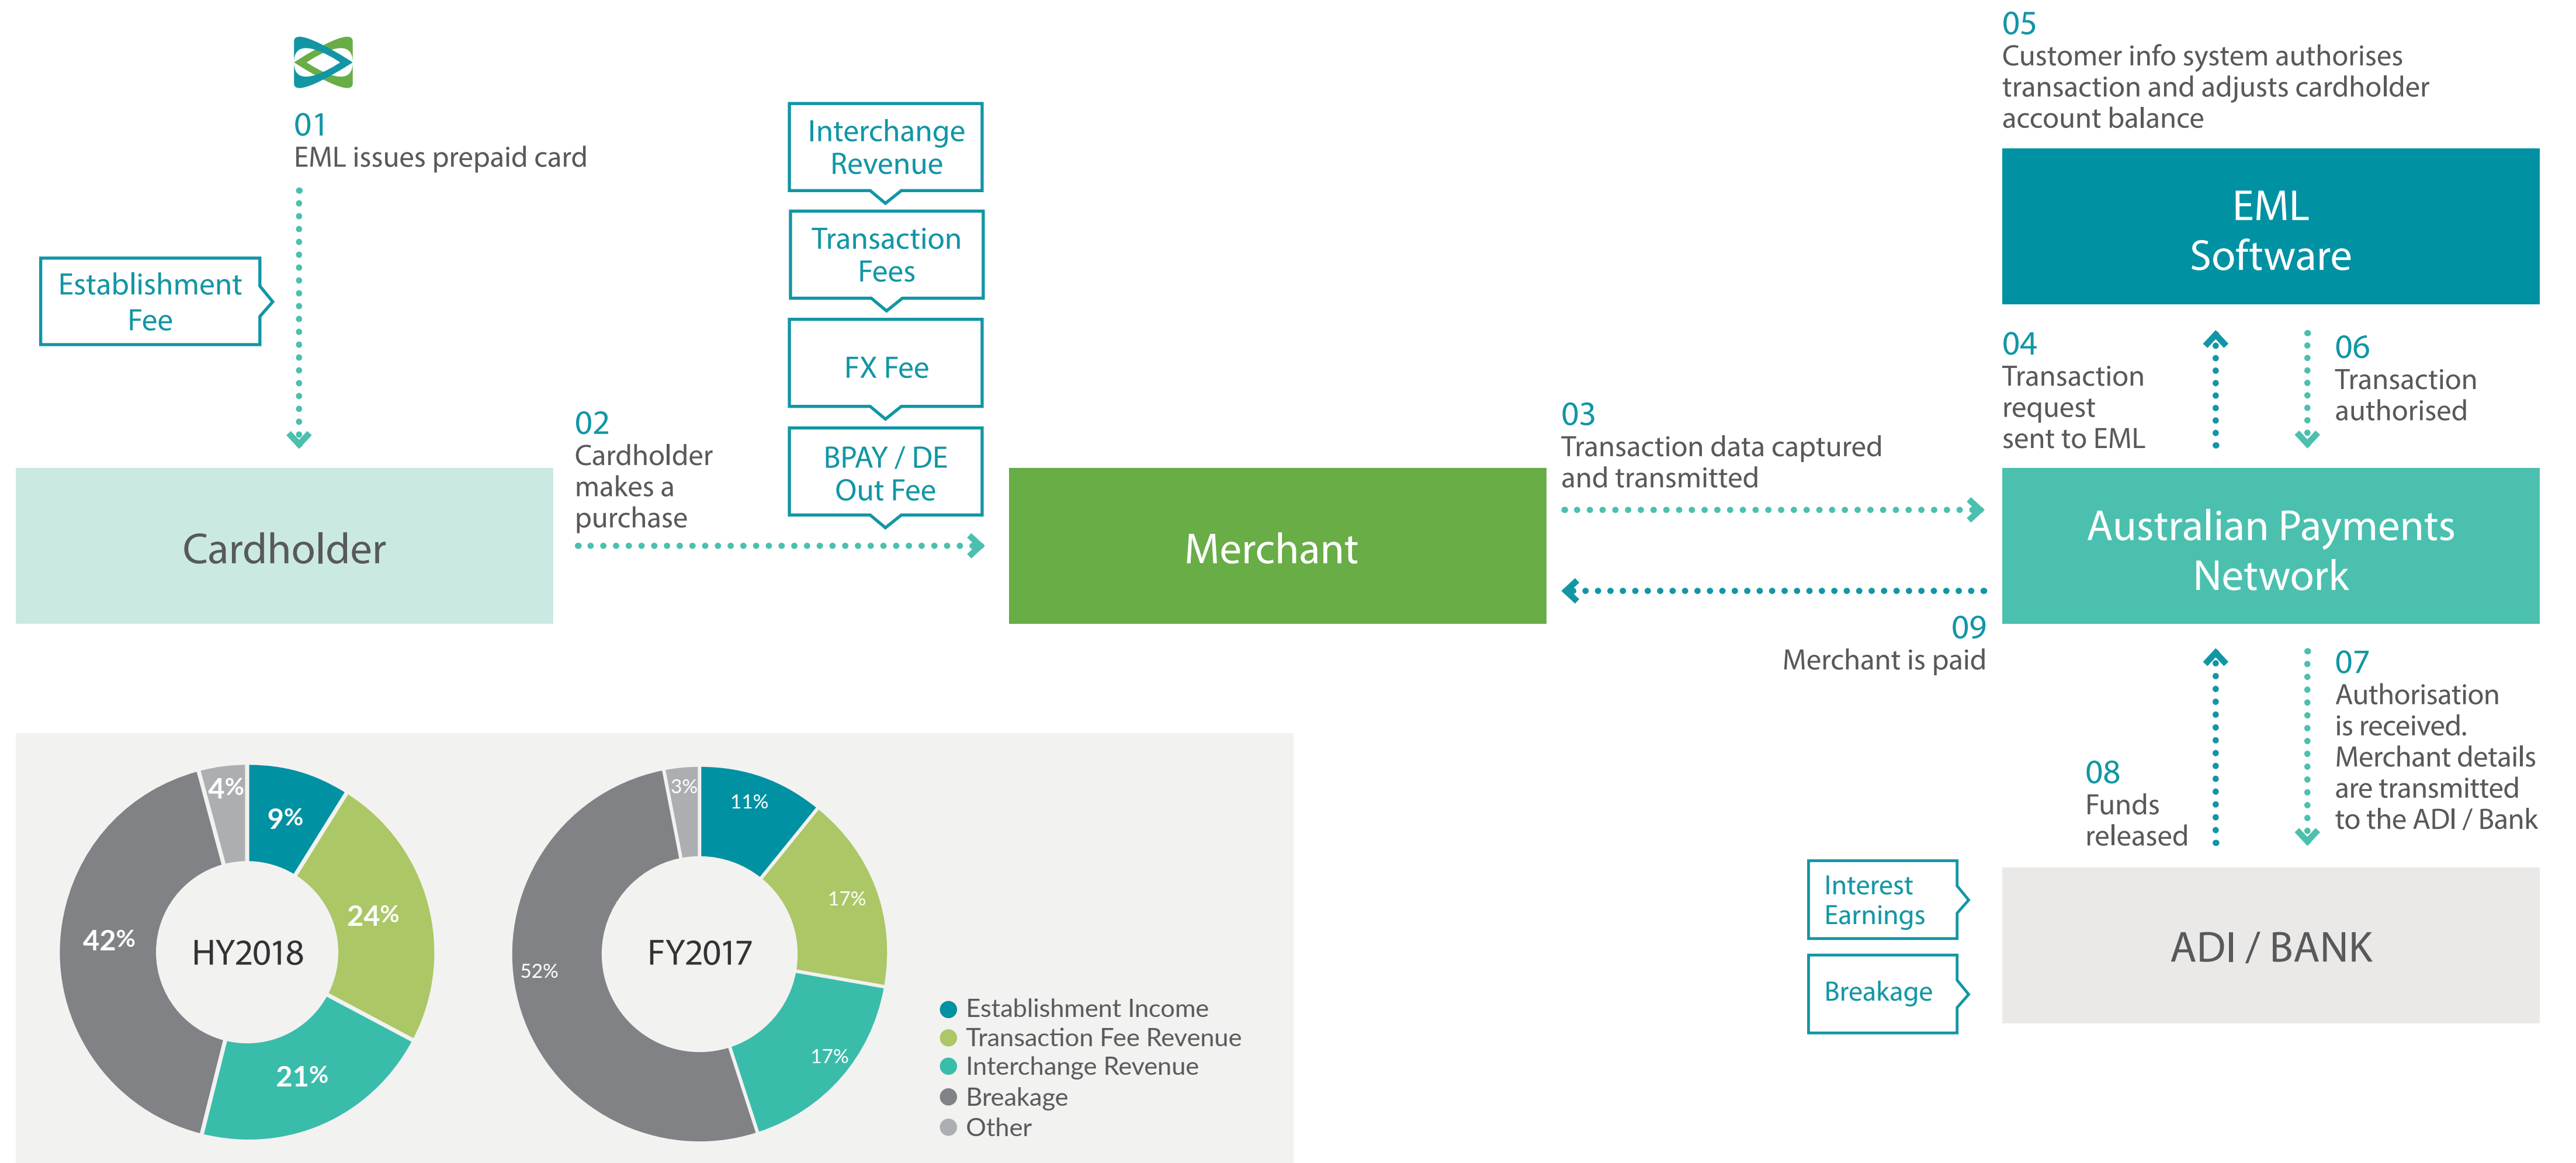 01
EML issues prepaid card
Establishment
Fee
Cardholder
02
Cardholder
makes a
purchase
Interchange
Revenue
Transaction
Fees
FX Fee
BPAY / DE
Out Fee
Merchant
03
Transaction data captured
and transmitted
09
Merchant is paid
05
Customer info system authorises
transaction and adjusts cardholder
account balance
EML
Software
04
Transaction
request
sent to EML
06
Transaction
authorised
Australian Payments
Network
07
Authorisation
is received.
Merchant details
are transmitted
to the ADI / Bank
08
Funds
released
Interest
Earnings
Breakage
ADI / BANK
4%
9%
24%
42%
HY2018
21%
3%
11%
17%
52%
FY2017
17%
Establishment Income
Transaction Fee Revenue
Interchange Revenue
Breakage
Other